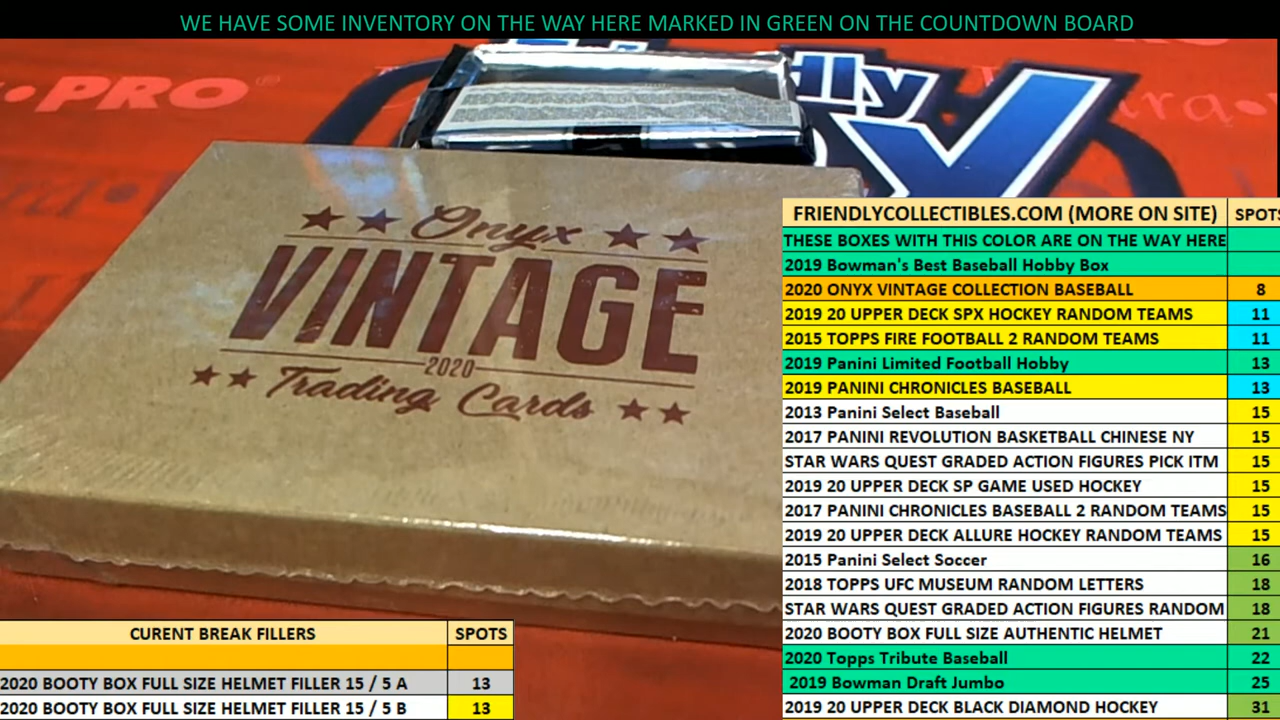 WE HAVE SOME INVENTORY ON THE WAY HERE MARKED IN GREEN ON THE COUNTDOWN BOARD
PRO
Onyx
VINTAGE
2020
Trading Cards
FRIENDLYCOLLECTIBLES.COM (MORE ON SITE) SPOTS
THESE BOXES WITH THIS COLOR ARE ON THE WAY HERE
2019 Bowman's Best Baseball Hobby Box
2020 ONYX VINTAGE COLLECTION BASEBALL 8
2019 20 UPPER DECK SPX HOCKEY RANDOM TEAMS 11
2015 TOPPS FIRE FOOTBALL 2 RANDOM TEAMS 11
2019 Panini Limited Football Hobby 13
2019 PANINI CHRONICLES BASEBALL 13
2013 Panini Select Baseball 15
2017 PANINI REVOLUTION BASKETBALL CHINESE NY 15
STAR WARS QUEST GRADED ACTION FIGURES PICK ITM 15
2019 20 UPPER DECK SP GAME USED HOCKEY 15
2017 PANINI CHRONICLES BASEBALL 2 RANDOM TEAMS 15
2019 20 UPPER DECK ALLURE HOCKEY RANDOM TEAMS 15
2015 Panini Select Soccer 16
2018 TOPPS UFC MUSEUM RANDOM LETTERS 18
STAR WARS QUEST GRADED ACTION FIGURES RANDOM 18
2020 BOOTY BOX FULL SIZE AUTHENTIC HELMET 21
2020 Topps Tribute Baseball 22
2019 Bowman Draft Jumbo 25
2019 20 UPPER DECK BLACK DIAMOND HOCKEY 31
CURENT BREAK FILLERS SPOTS
2020 BOOTY BOX FULL SIZE HELMET FILLER 15 / 5 A 13
2020 BOOTY BOX FULL SIZE HELMET FILLER 15 / 5 B 13